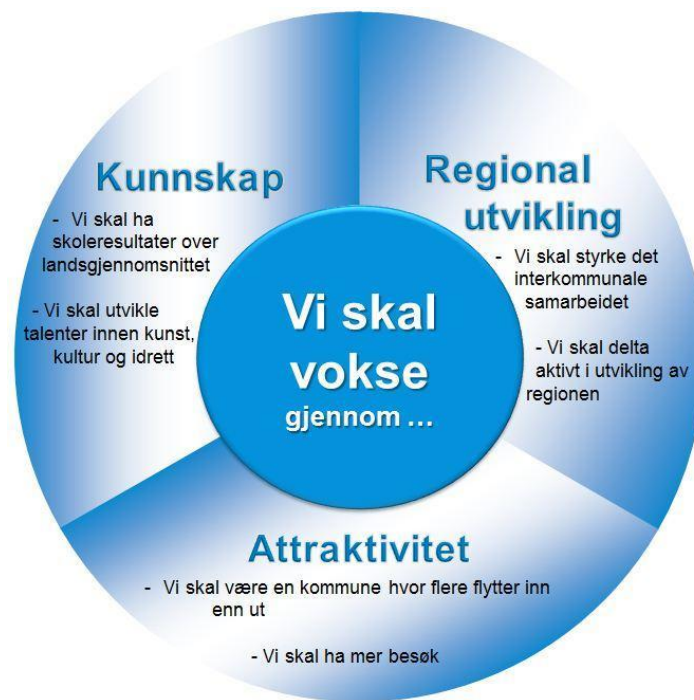 Kunnskap
- Vi skal ha
skoleresultater over
landsgjennomsnittet
- Vi skal utvikle
talenter innen kunst,
kultur og idrett
Regional
utvikling
- Vi skal styrke det
interkommunale
samarbeidet
- Vi skal delta
aktivt i utvikling av
regionen
Vi skal
vokse
gjennom ...
Attraktivitet
- Vi skal være en kommune hvor flere flytter inn
enn ut
- Vi skal ha mer besøk